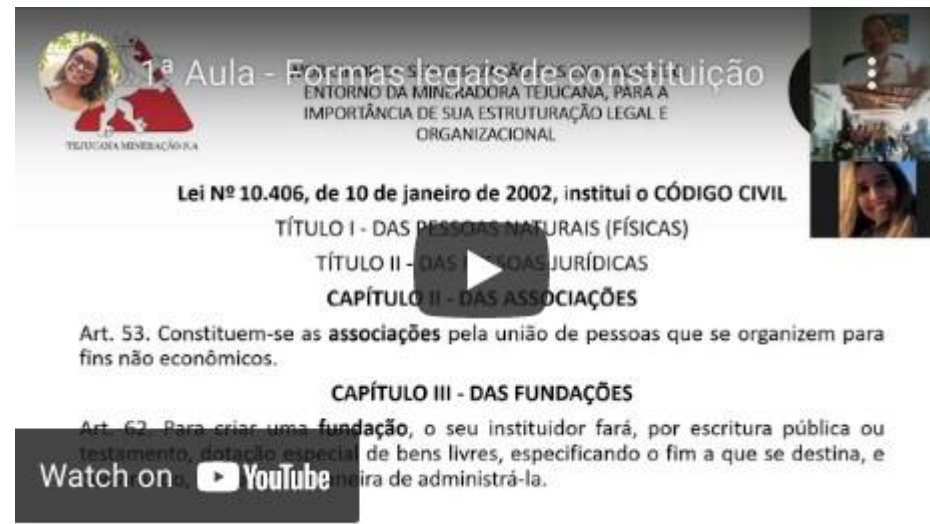 1ª Aula - Formas legais de constituição
ENTORNO DA MINERADORA TEJUCANA, PARA A
IMPORTÂNCIA DE SUA ESTRUTURAÇÃO LEGAL E
ORGANIZACIONAL
TEJUCANA MINERAÇÃO S.A
Lei Nº 10.406, de 10 de janeiro de 2002, institui o CÓDIGO CIVIL
TÍTULO I - DAS PESSOAS NATURAIS (FÍSICAS)
TÍTULO II - DAS PESSOAS JURÍDICAS
CAPÍTULO II - DAS ASSOCIAÇÕES
Art. 53. Constituem-se as associações pela união de pessoas que se organizem para
fins não econômicos.
CAPÍTULO III - DAS FUNDAÇÕES
Art. 62. Para criar uma fundação, o seu instituidor fará, por escritura pública ou
testamento, dotação especial de bens livres, especificando o fim a que se destina, e
de administrá-la.
Watch on YouTube